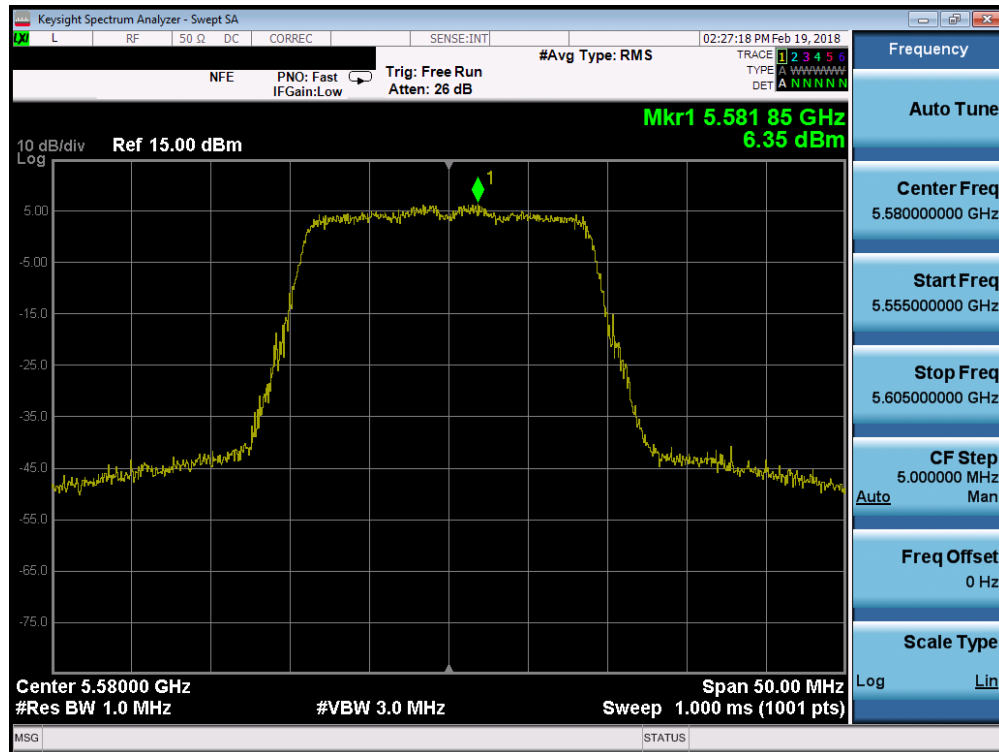 Keysight Spectrum Analyzer - Swept SA
LXI L RF 50 Ω DC CORREC SENSE:INT 02:27:18 PM Feb 19, 2018
#Avg Type: RMS TRACE 1 2 3 4 5 6
NFE PNO: Fast Trig: Free Run TYPE A WWWWW
IFGain:Low Atten: 26 dB DET A N N N N N
Mkr1 5.581 85 GHz
6.35 dBm
10 dB/div Ref 15.00 dBm
Log
1
5.00
-5.00
-15.0
-25.0
-35.0
-45.0
-55.0
-65.0
-75.0
Center 5.58000 GHz Span 50.00 MHz
#Res BW 1.0 MHz #VBW 3.0 MHz Sweep 1.000 ms (1001 pts)
MSG STATUS
Frequency
Auto Tune
Center Freq
5.580000000 GHz
Start Freq
5.555000000 GHz
Stop Freq
5.605000000 GHz
CF Step
5.000000 MHz
Auto Man
Freq Offset
0 Hz
Scale Type
Log Lin